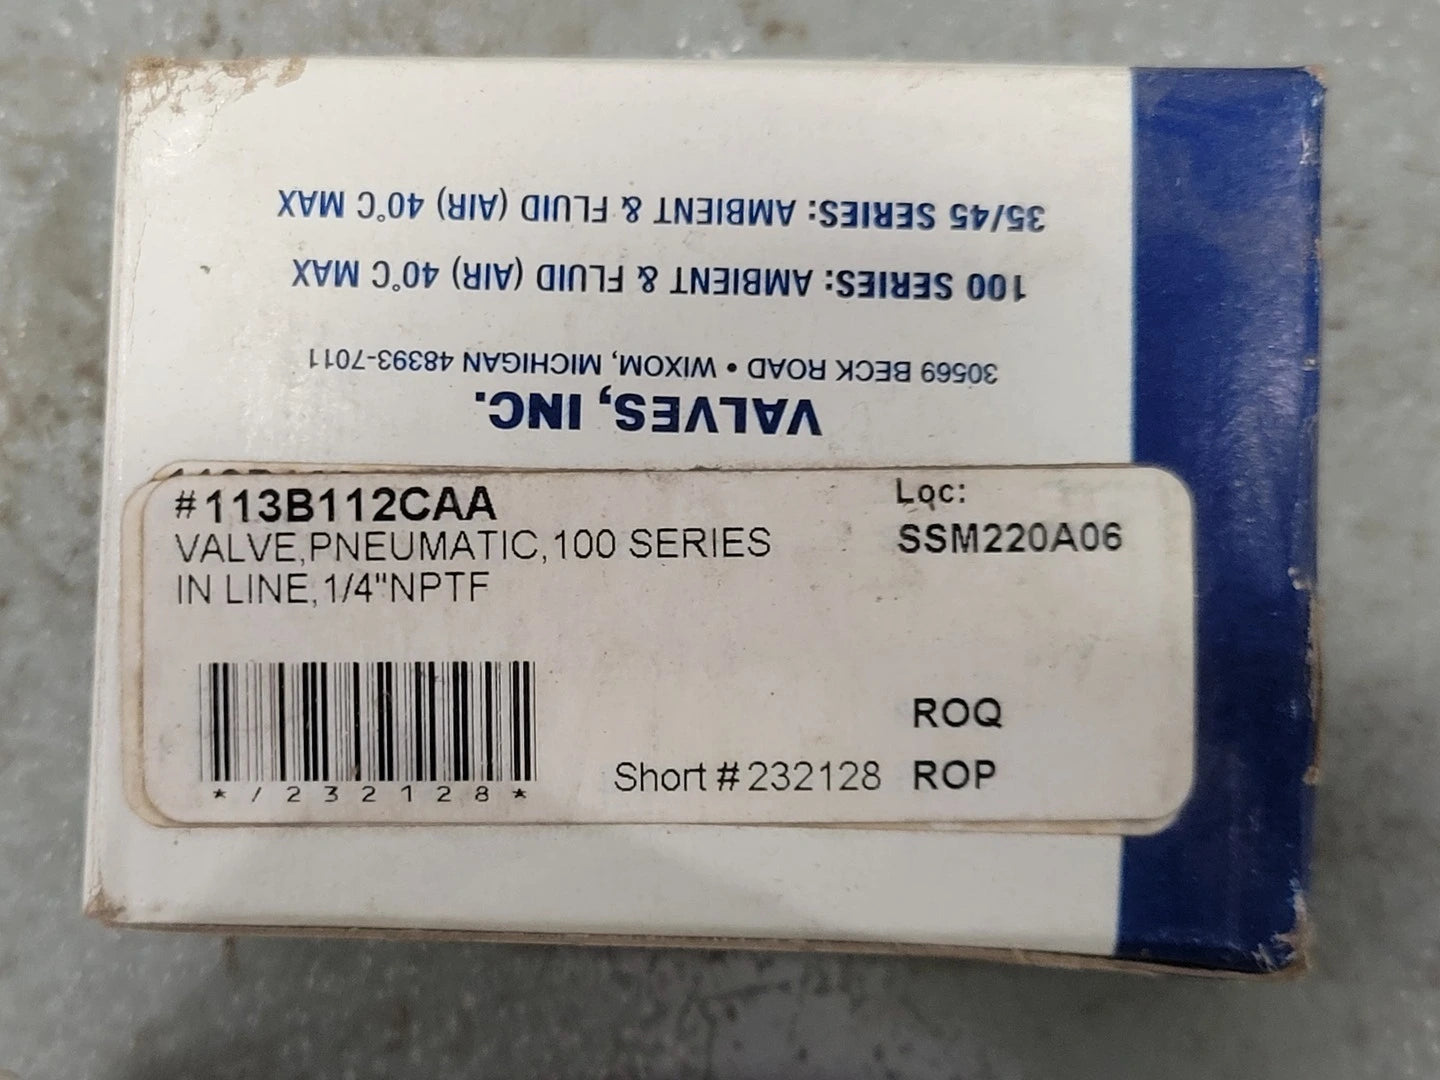 35/45 SERIES: AMBIENT & FLUID (AIR) 40°C MAX
100 SERIES: AMBIENT & FLUID (AIR) 40°C MAX
30569 BECK ROAD • WIXOM, MICHIGAN 48393-7011
VALVES, INC.
#113B112CAA
VALVE,PNEUMATIC,100 SERIES
IN LINE,1/4"NPTF
Loc:
SSM220A06
*/232128*
Short #232128
ROQ
ROP